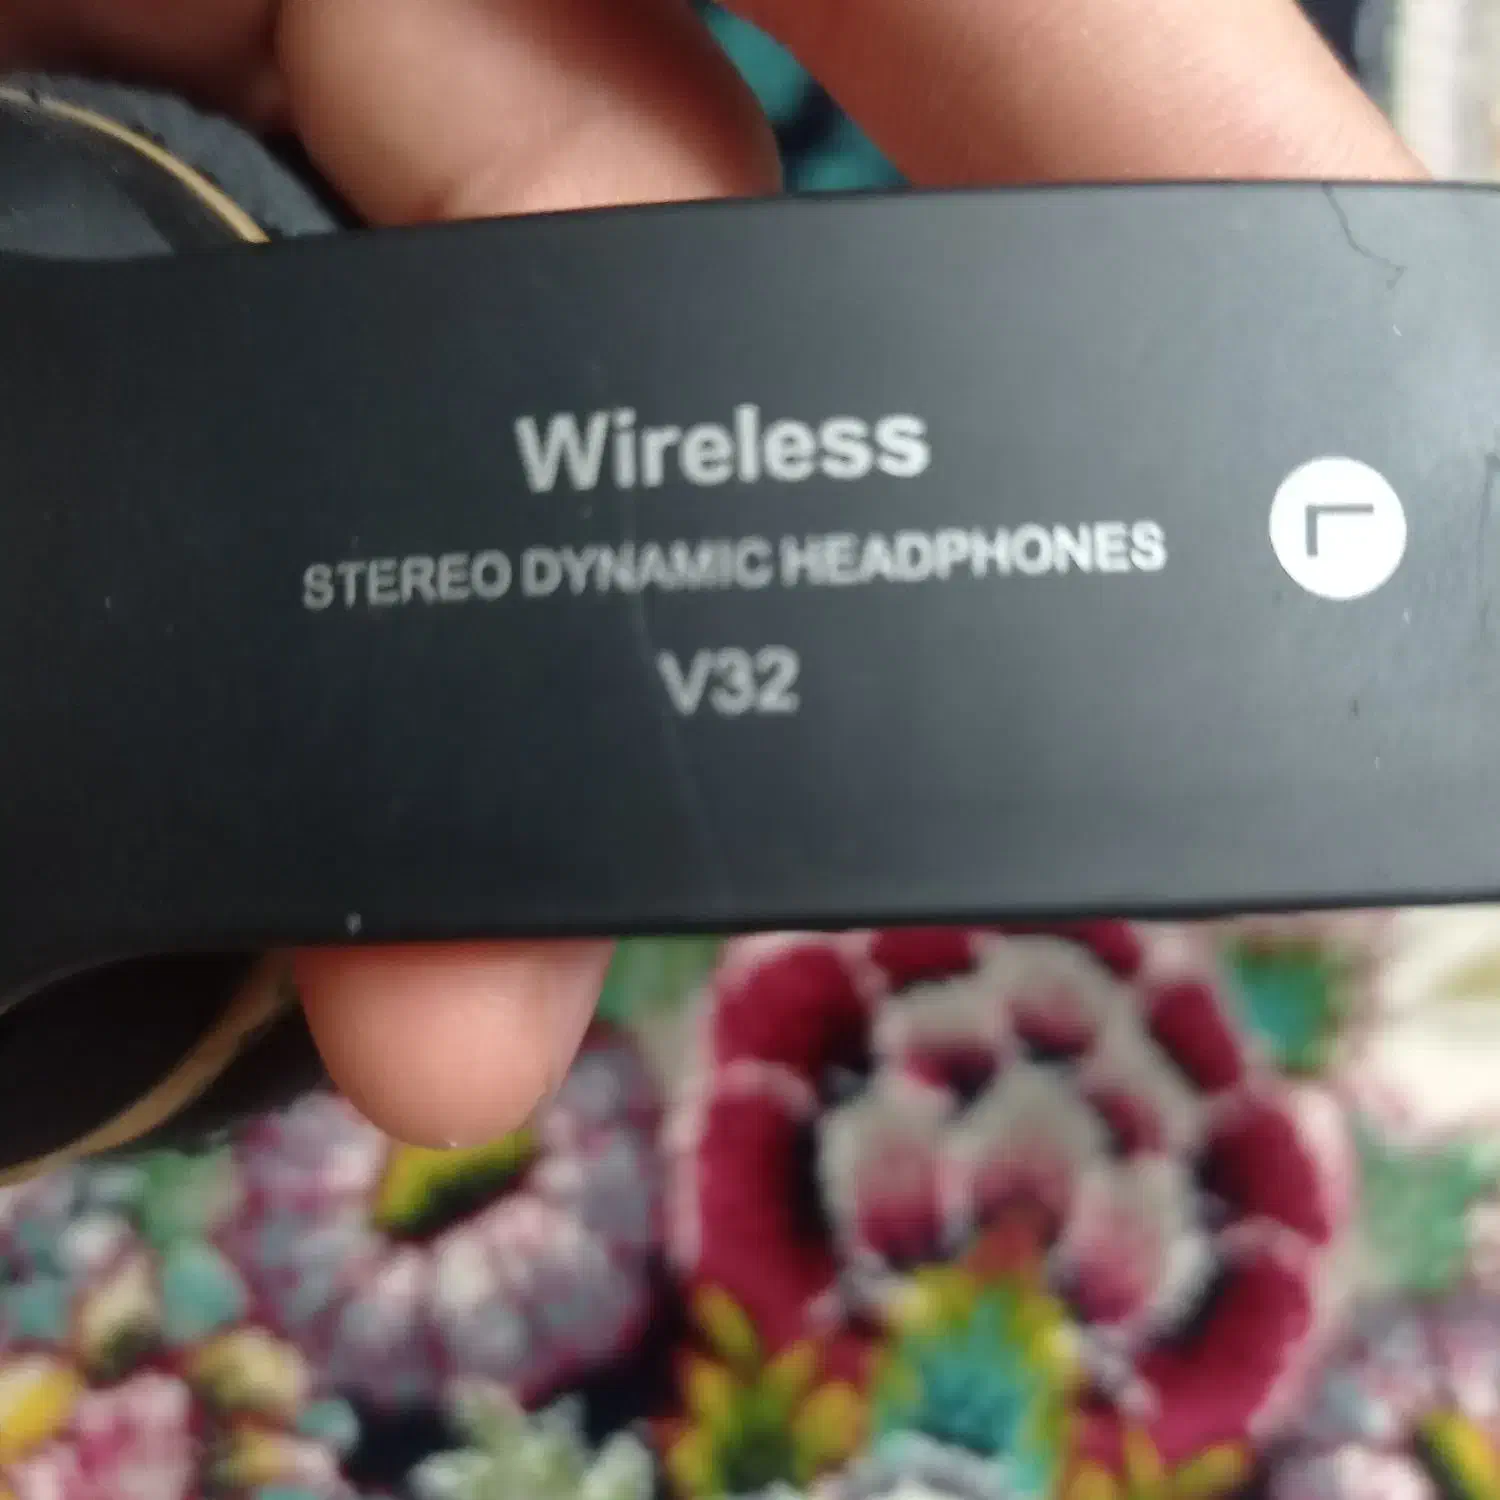 Wireless
STEREO DYNAMIC HEADPHONES
V32
L